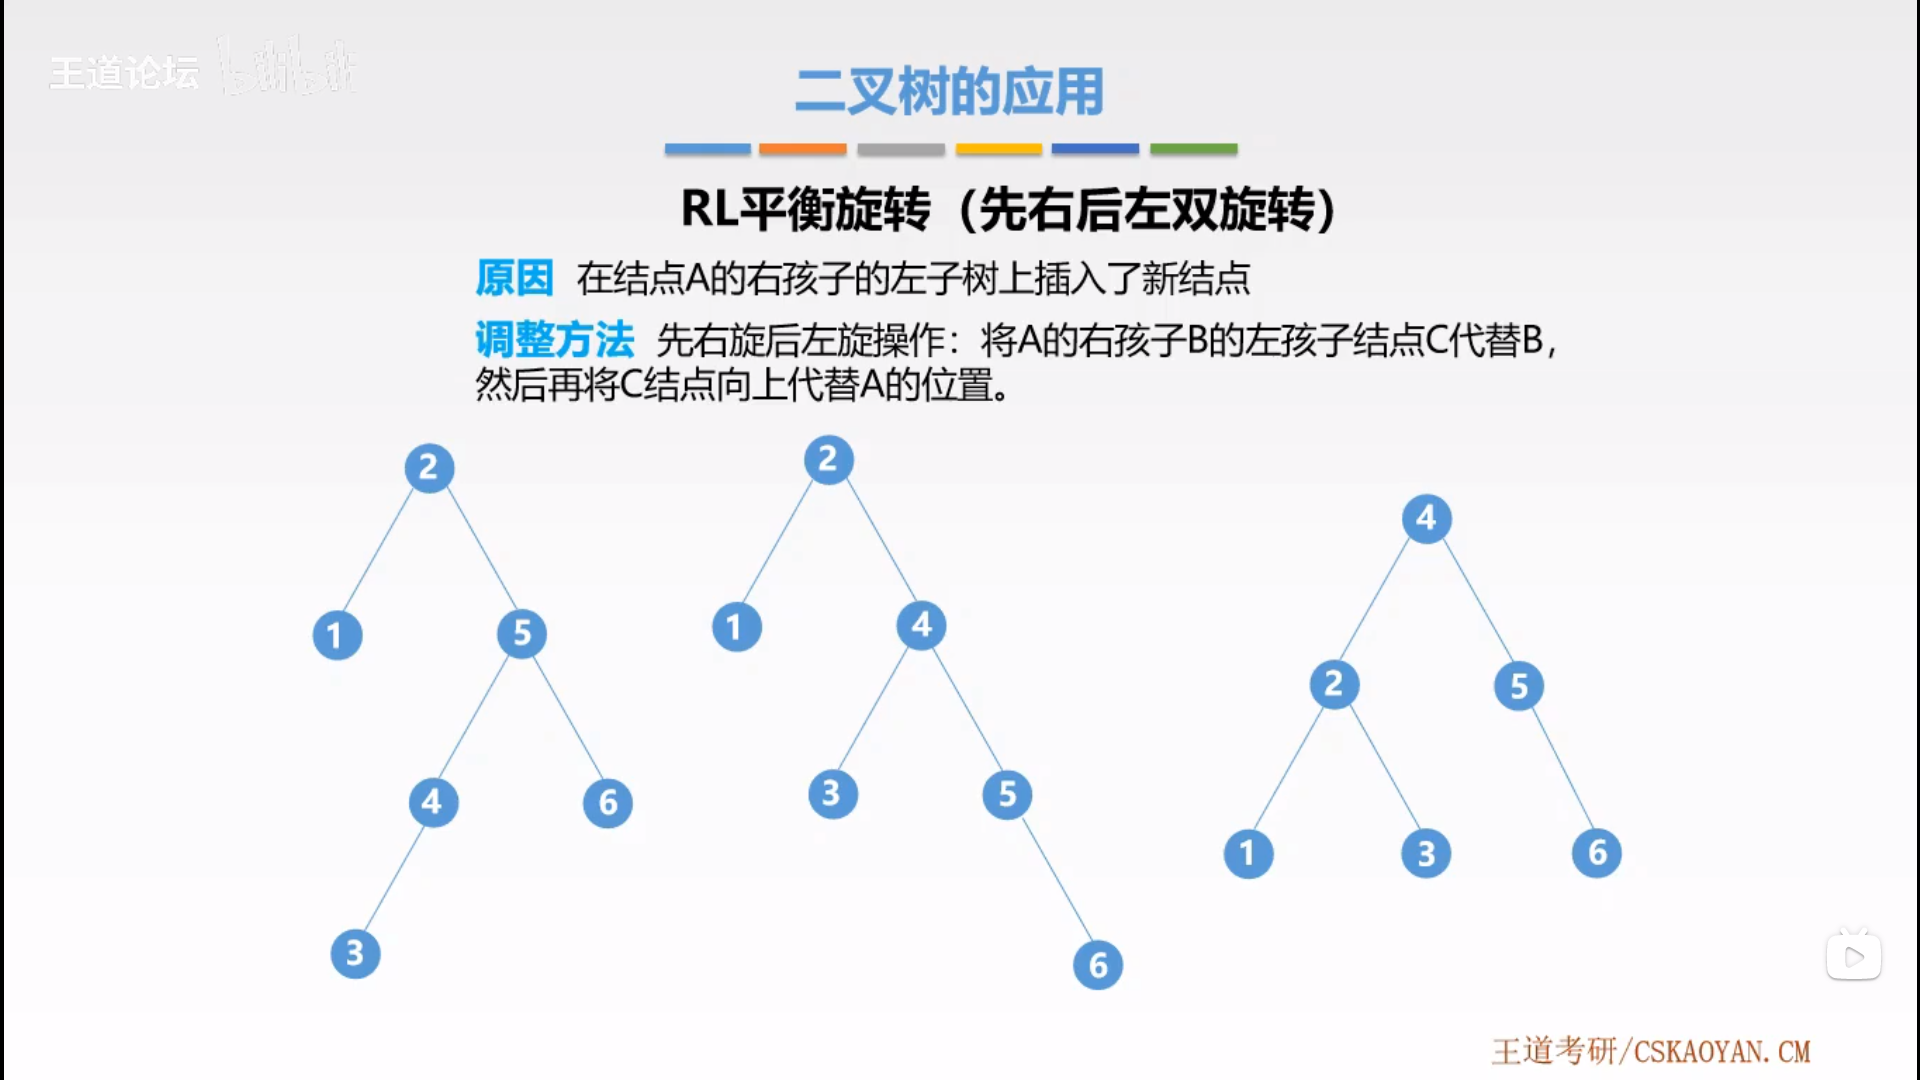 王道论坛 bilibili
二叉树的应用
RL平衡旋转（先右后左双旋转）
原因 在结点A的右孩子的左子树上插入了新结点
调整方法 先右旋后左旋操作：将A的右孩子B的左孩子结点C代替B，
然后再将C结点向上代替A的位置。
2
1
5
4
6
3
2
1
4
3
5
6
4
2
5
1
3
6
王道考研/CSKAOYAN.CM